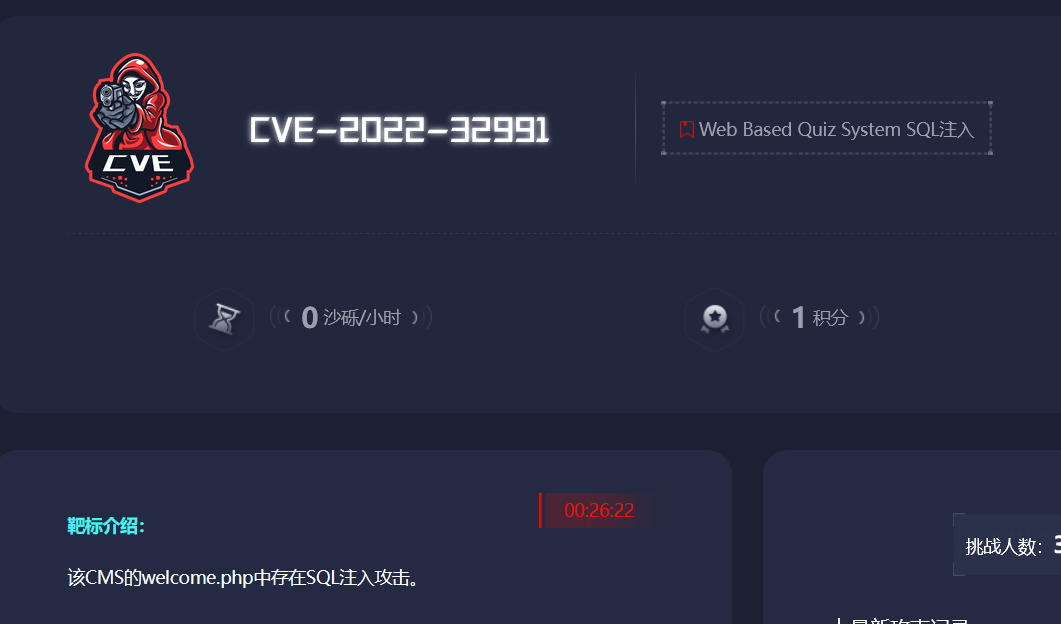 CVE-2022-32991
Web Based Quiz System SQL注入
CVE
0 沙砾/小时
1 积分
00:26:22
靶标介绍:
挑战人数:
该CMS的welcome.php中存在SQL注入攻击。